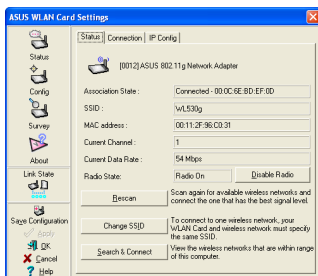 ASUS WLAN Card Settings
Status
Config
Survey
About
Link State
Save Configuration
Apply
OK
Cancel
Help
Status Connection IP Config
[0012] ASUS 802.11g Network Adapter
Association State : Connected - 00:0C:6E:BD:EF:0D
SSID : WL530g
MAC address : 00:11:2F:96:C0:31
Current Channel : 1
Current Data Rate : 54 Mbps
Radio State: Radio On Disable Radio
Rescan
Scan again for available wireless networks and
connect the one that has the best signal level.
Change SSID
To connect to one wireless network, your
WLAN Card and wireless network must specify
the same SSID.
Search & Connect
View the wireless networks that are within range
of this computer.